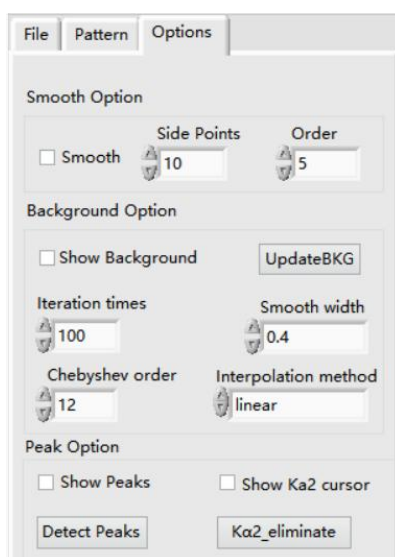 File Pattern Options
Smooth Option
Side Points Order
Smooth 10 5
Background Option
Show Background UpdateBKG
Iteration times Smooth width
100 0.4
Chebyshev order Interpolation method
12 linear
Peak Option
Show Peaks Show Ka2 cursor
Detect Peaks Kα2_eliminate